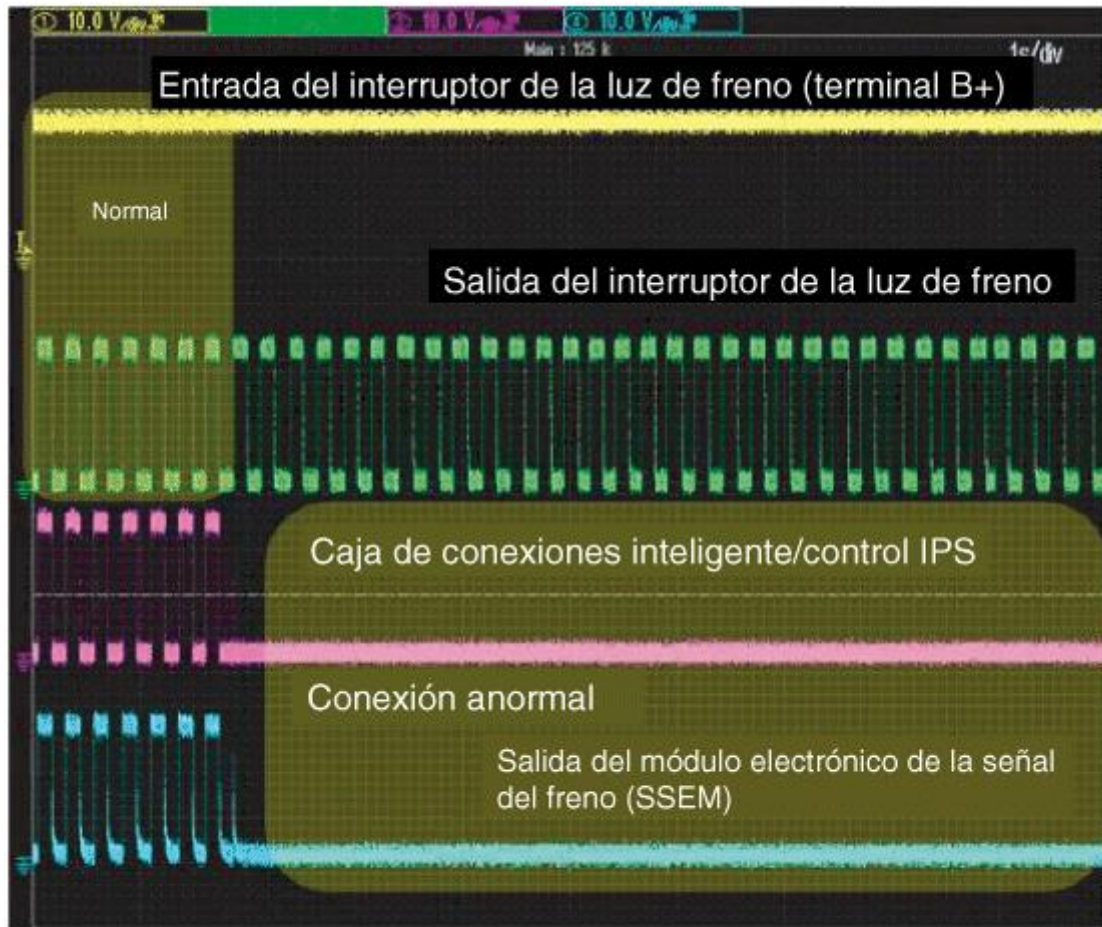 ① 10.0 V/div
10.0 V/div
10.0 V/div
Main : 125 k
1s/div
Entrada del interruptor de la luz de freno (terminal B+)
Normal
Salida del interruptor de la luz de freno
Caja de conexiones inteligente/control IPS
Conexión anormal
Salida del módulo electrónico de la señal
del freno (SSEM)